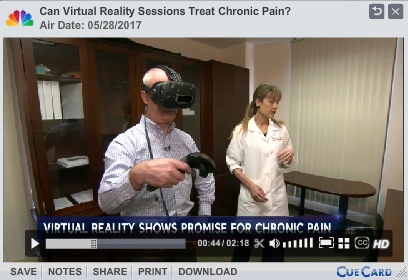 Can Virtual Reality Sessions Treat Chronic Pain?
Air Date: 05/28/2017
VIRTUAL REALITY SHOWS PROMISE FOR CHRONIC PAIN
00:44 / 02:18 CC HD
SAVE NOTES SHARE PRINT DOWNLOAD CUECARD